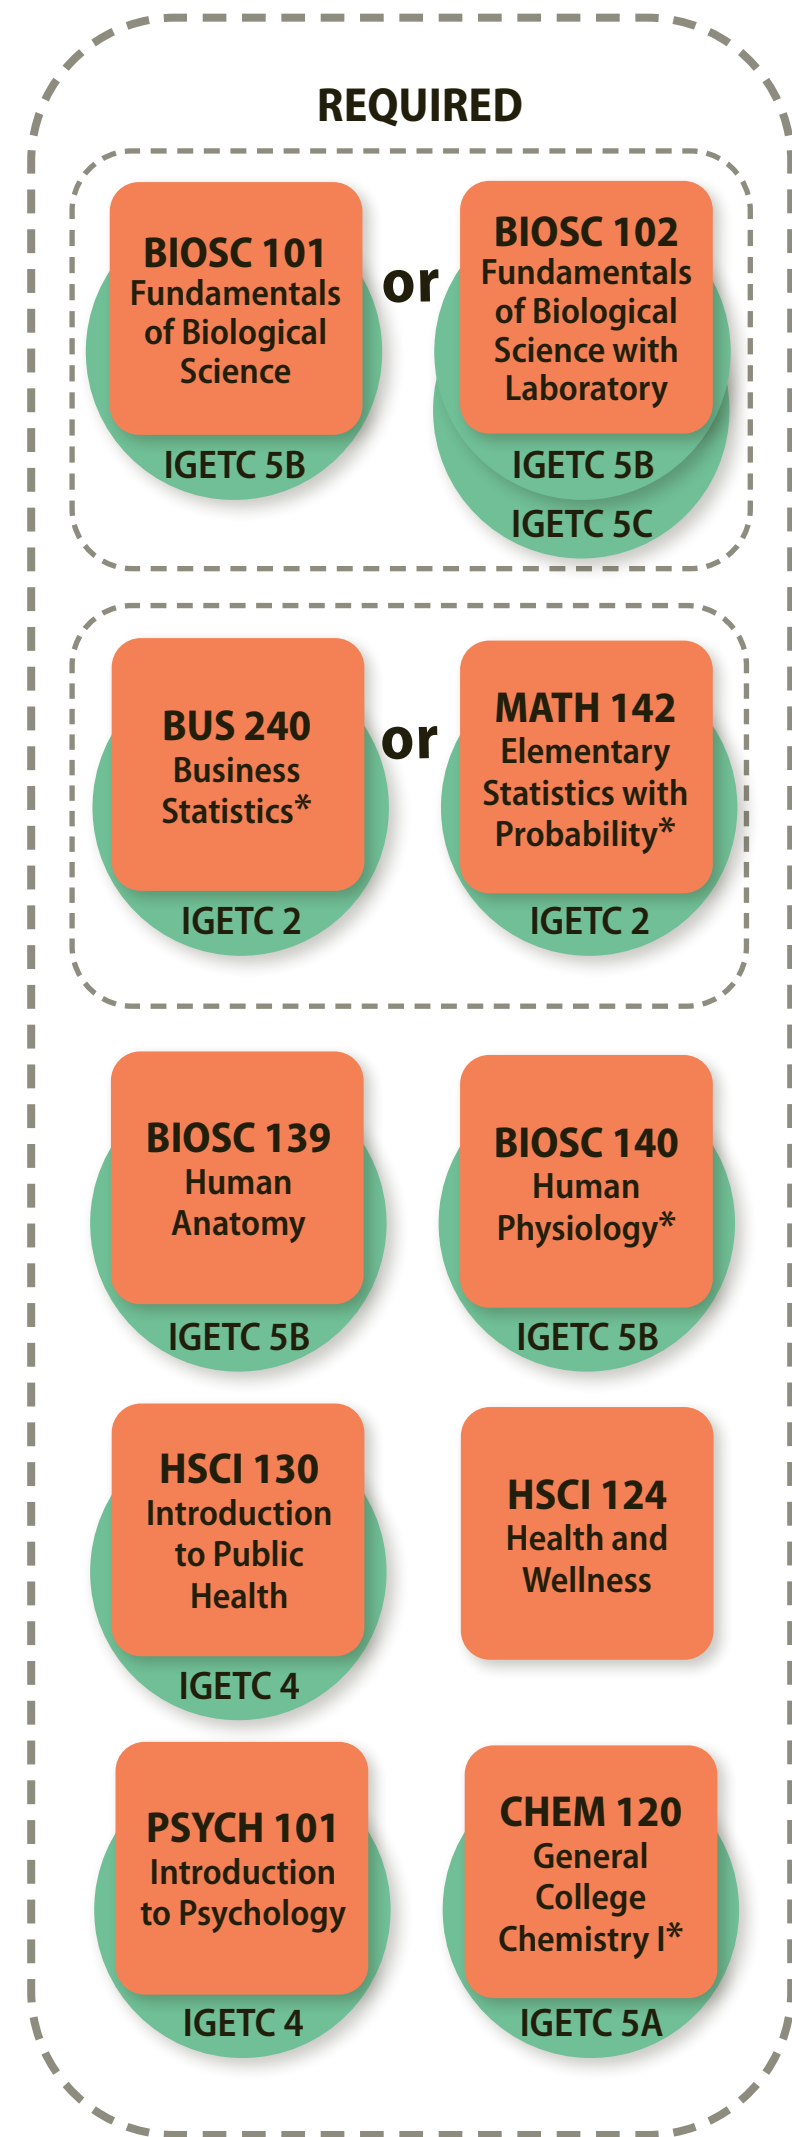 REQUIRED
BIOSC 101
Fundamentals
of Biological
Science
IGETC 5B
or
BIOSC 102
Fundamentals
of Biological
Science with
Laboratory
IGETC 5B
IGETC 5C
BUS 240
Business
Statistics*
IGETC 2
or
MATH 142
Elementary
Statistics with
Probability*
IGETC 2
BIOSC 139
Human
Anatomy
IGETC 5B
BIOSC 140
Human
Physiology*
IGETC 5B
HSCI 130
Introduction
to Public
Health
IGETC 4
HSCI 124
Health and
Wellness
PSYCH 101
Introduction
to Psychology
IGETC 4
CHEM 120
General
College
Chemistry I*
IGETC 5A